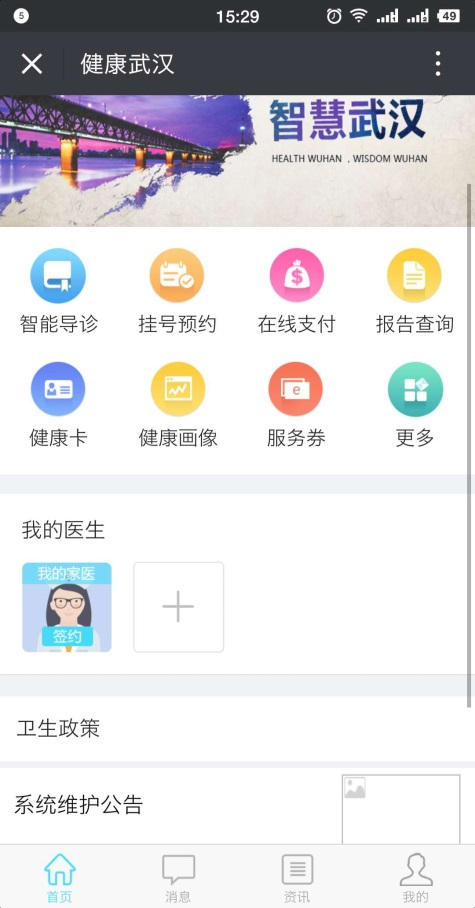 5
15:29
49
健康武汉
智慧武汉
HEALTH WUHAN ，WISDOM WUHAN
智能导诊 挂号预约 在线支付 报告查询
健康卡 健康画像 服务券 更多
我的医生
我的家医
签约
卫生政策
系统维护公告
首页 消息 资讯 我的